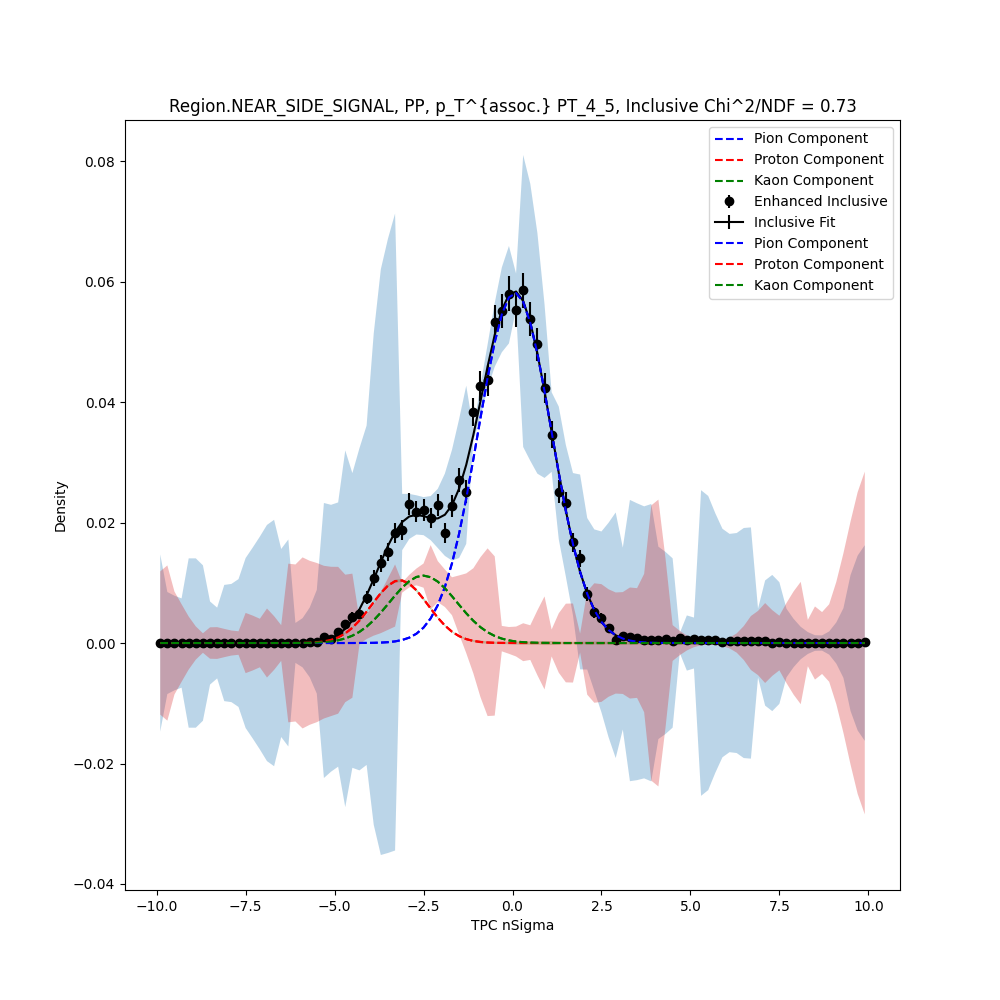 Region.NEAR_SIDE_SIGNAL, PP, p_T^{assoc.} PT_4_5, Inclusive Chi^2/NDF = 0.73
Pion Component
Proton Component
Kaon Component
Enhanced Inclusive
Inclusive Fit
Pion Component
Proton Component
Kaon Component
0.08
0.06
0.04
0.02
0.00
−0.02
−0.04
Density
−10.0 −7.5 −5.0 −2.5 0.0 2.5 5.0 7.5 10.0
TPC nSigma